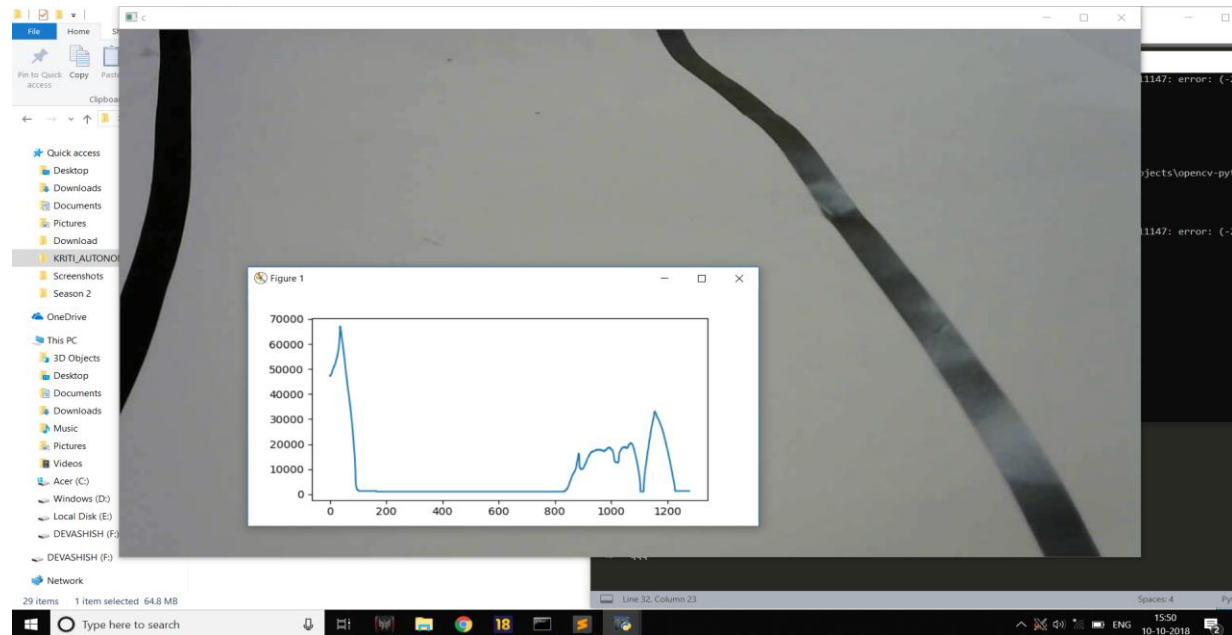 c
File Home
Pin to Quick access
Copy
Clipboa
Quick access
Desktop
Downloads
Documents
Pictures
Download
KRITI_AUTONO
Screenshots
Season 2
OneDrive
This PC
3D Objects
Desktop
Documents
Downloads
Music
Pictures
Videos
Acer (C:)
Windows (D:)
Local Disk (E:)
DEVASHISH (F:)
DEVASHISH (F:)
Network
29 items 1 item selected 64.8 MB
Figure 1
70000
60000
50000
40000
30000
20000
10000
0
0 200 400 600 800 1000 1200
11147: error: (-2
ojects\opencv-pyt
11147: error: (-2
Line 32, Column 23
Spaces: 4
Type here to search
18
ENG
15:50
10-10-2018